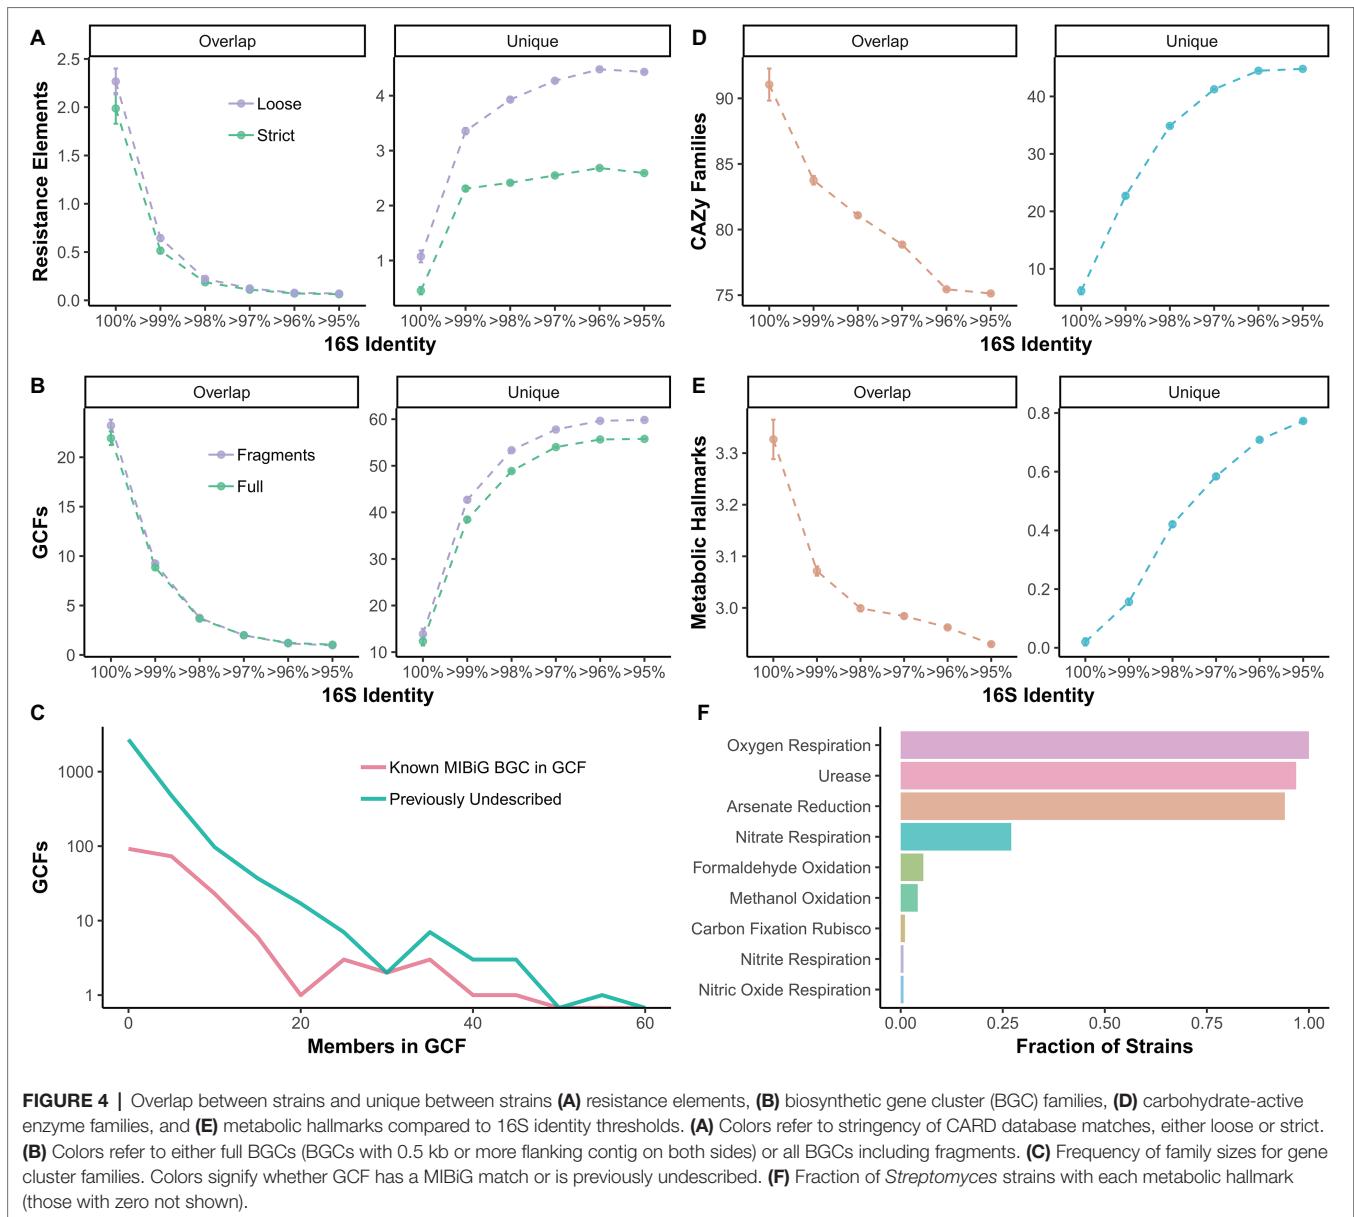 A
Overlap
Unique
Resistance Elements
2.5
2.0
1.5
1.0
0.5
0.0
Loose
Strict
4
3
2
1
100% >99% >98% >97% >96% >95%
100% >99% >98% >97% >96% >95%
16S Identity
D
Overlap
Unique
CAZy Families
90
85
80
75
40
30
20
10
100% >99% >98% >97% >96% >95%
100% >99% >98% >97% >96% >95%
16S Identity
B
Overlap
Unique
GCFs
20
15
10
5
0
Fragments
Full
60
50
40
30
20
10
100% >99% >98% >97% >96% >95%
100% >99% >98% >97% >96% >95%
16S Identity
E
Overlap
Unique
Metabolic Hallmarks
3.3
3.2
3.1
3.0
0.8
0.6
0.4
0.2
0.0
100% >99% >98% >97% >96% >95%
100% >99% >98% >97% >96% >95%
16S Identity
C
GCFs
1000
100
10
1
Known MIBiG BGC in GCF
Previously Undescribed
0 20 40 60
Members in GCF
F
Oxygen Respiration
Urease
Arsenate Reduction
Nitrate Respiration
Formaldehyde Oxidation
Methanol Oxidation
Carbon Fixation Rubisco
Nitrite Respiration
Nitric Oxide Respiration
0.00 0.25 0.50 0.75 1.00
Fraction of Strains
FIGURE 4 | Overlap between strains and unique between strains (A) resistance elements, (B) biosynthetic gene cluster (BGC) families, (D) carbohydrate-active
enzyme families, and (E) metabolic hallmarks compared to 16S identity thresholds. (A) Colors refer to stringency of CARD database matches, either loose or strict.
(B) Colors refer to either full BGCs (BGCs with 0.5 kb or more flanking contig on both sides) or all BGCs including fragments. (C) Frequency of family sizes for gene
cluster families. Colors signify whether GCF has a MIBiG match or is previously undescribed. (F) Fraction of Streptomyces strains with each metabolic hallmark
(those with zero not shown).